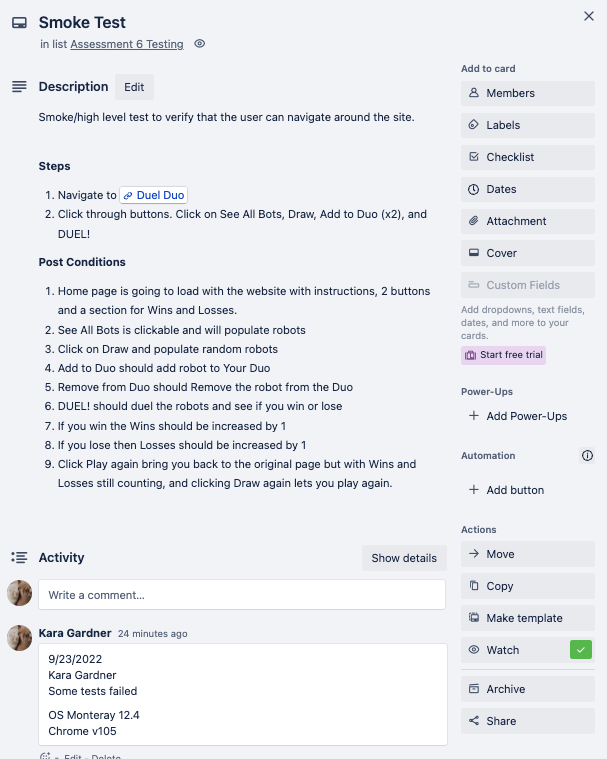 Smoke Test
in list Assessment 6 Testing
Description
Edit
Smoke/high level test to verify that the user can navigate around the site.
Steps
1. Navigate to Duel Duo
2. Click through buttons. Click on See All Bots, Draw, Add to Duo (x2), and
DUEL!
Post Conditions
1. Home page is going to load with the website with instructions, 2 buttons
and a section for Wins and Losses.
2. See All Bots is clickable and will populate robots
3. Click on Draw and populate random robots
4. Add to Duo should add robot to Your Duo
5. Remove from Duo should Remove the robot from the Duo
6. DUEL! should duel the robots and see if you win or lose
7. If you win the Wins should be increased by 1
8. If you lose then Losses should be increased by 1
9. Click Play again bring you back to the original page but with Wins and
Losses still counting, and clicking Draw again lets you play again.
Activity
Show details
Write a comment...
Kara Gardner 24 minutes ago
9/23/2022
Kara Gardner
Some tests failed
OS Monteray 12.4
Chrome v105
- Edit - Delete
Add to card
Members
Labels
Checklist
Dates
Attachment
Cover
Custom Fields
Add dropdowns, text fields,
dates, and more to your
cards.
Start free trial
Power-Ups
+ Add Power-Ups
Automation
+ Add button
Actions
Move
Copy
Make template
Watch
Archive
Share